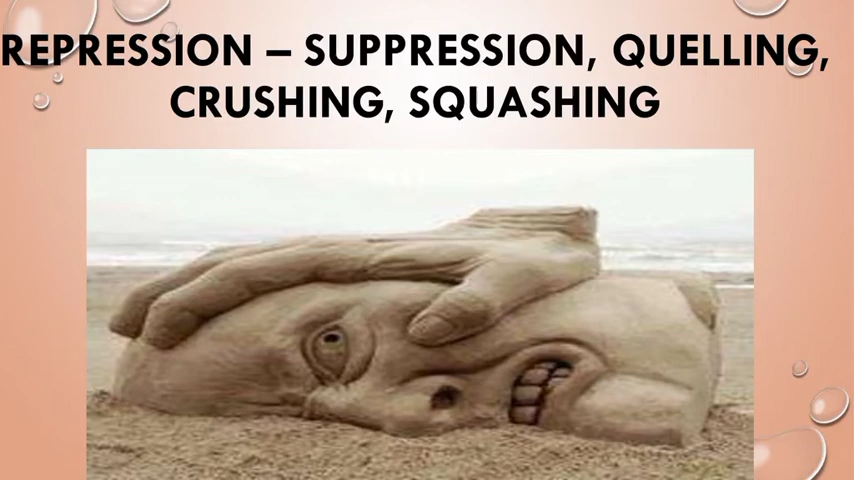 REPRESSION – SUPPRESSION, QUELLING,
CRUSHING, SQUASHING